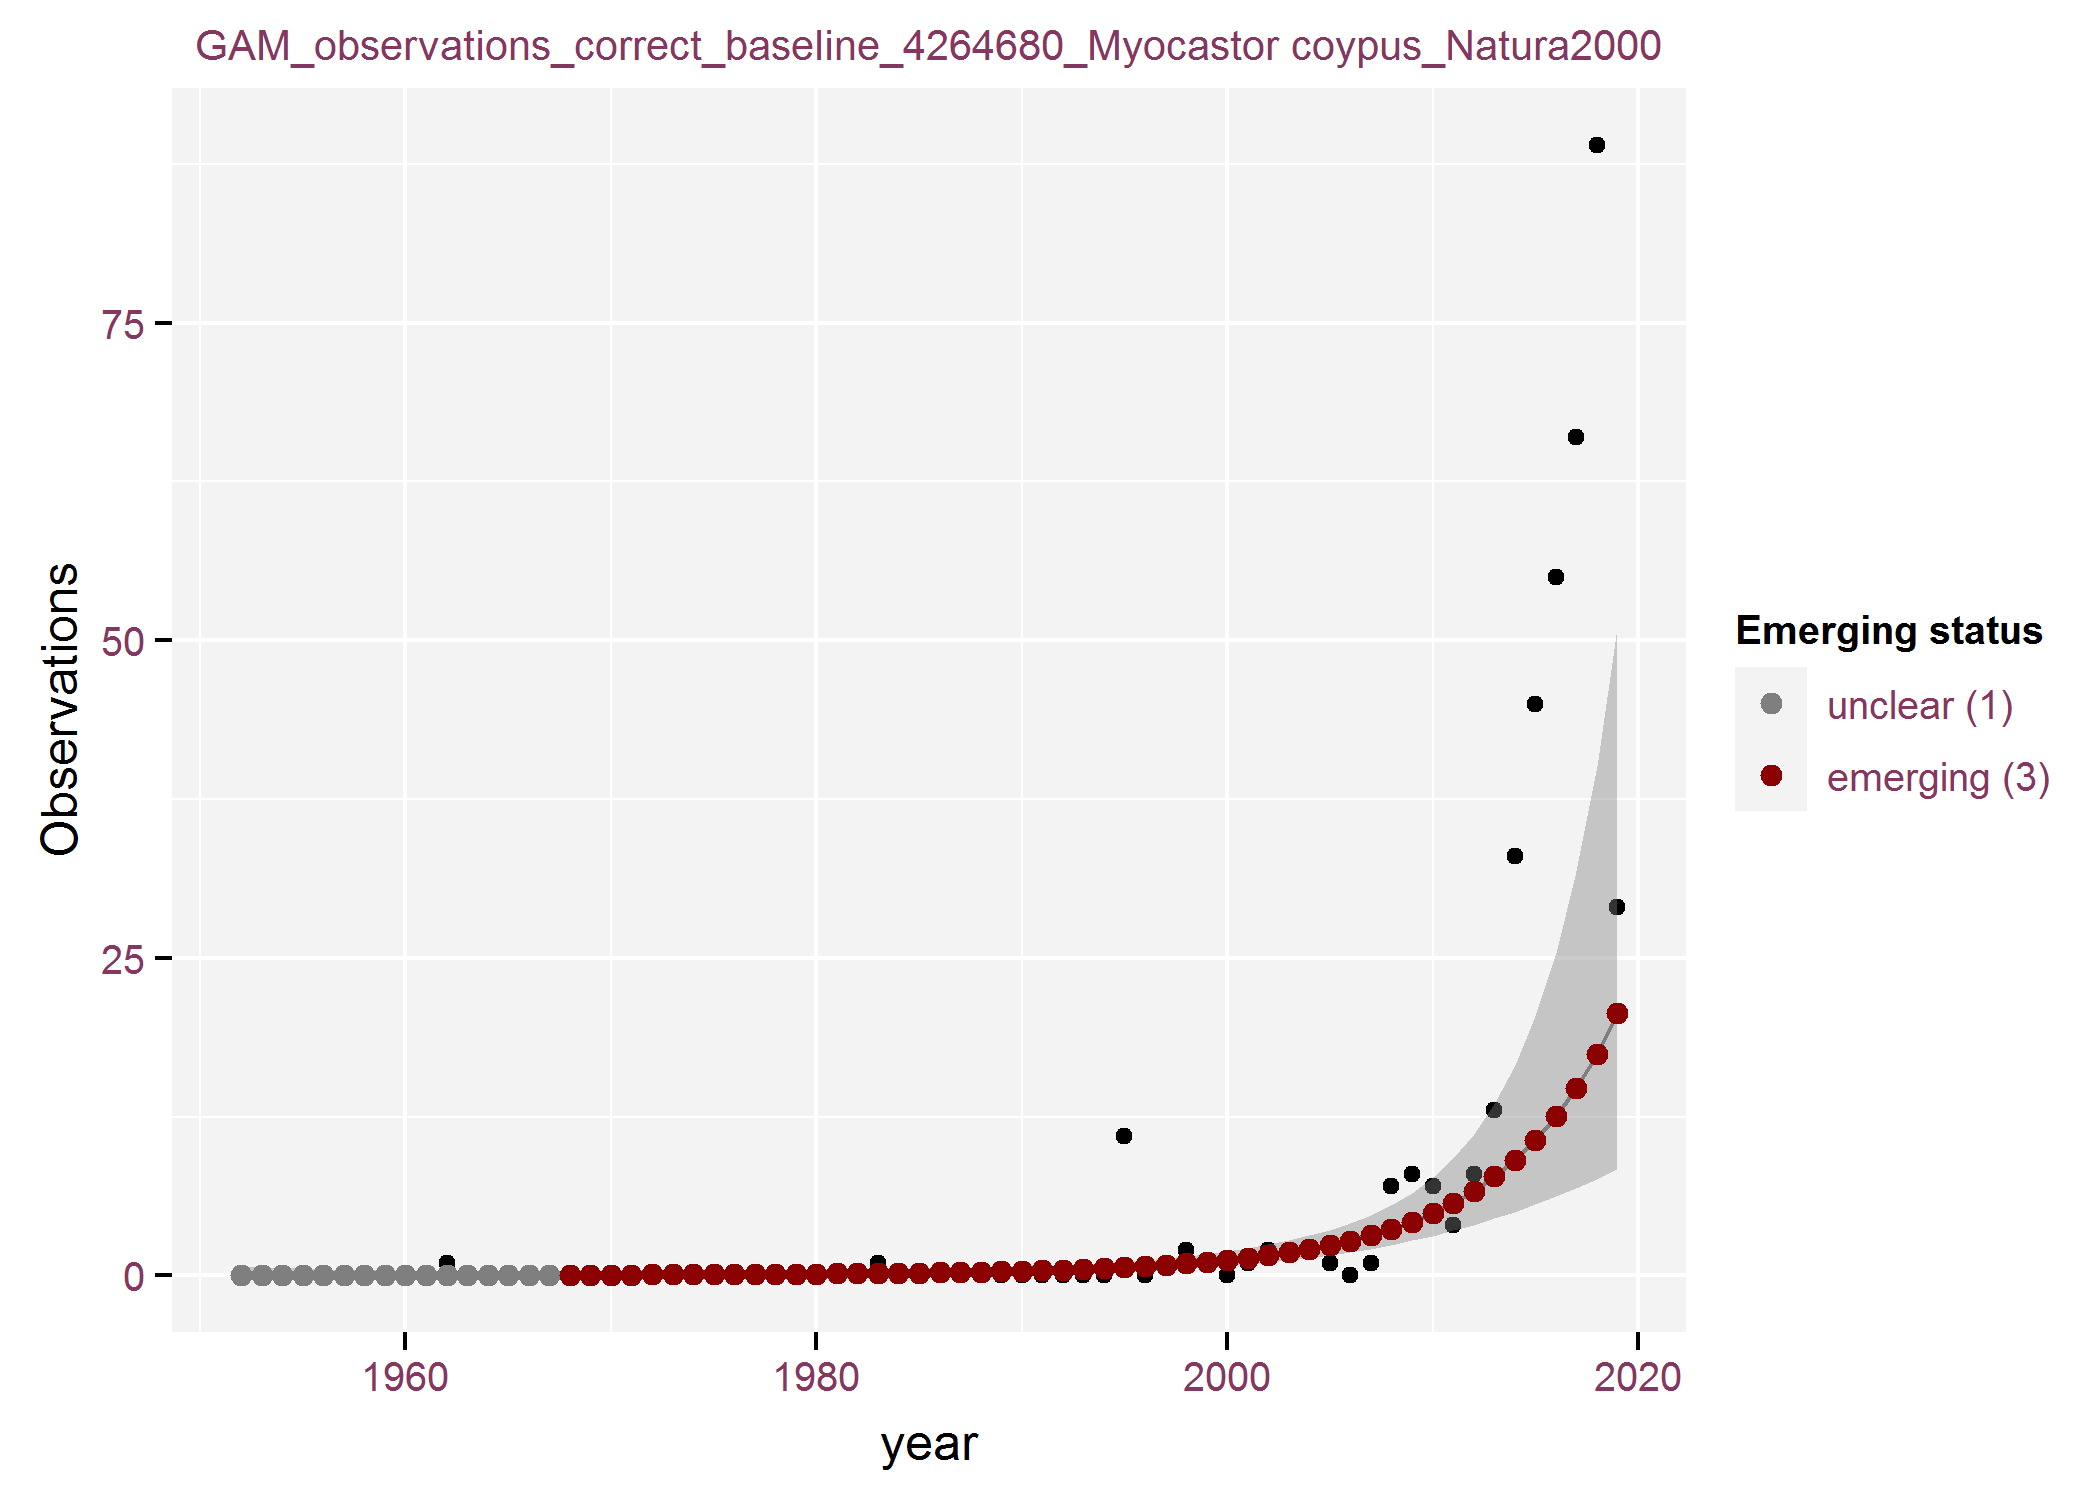 GAM_observations_correct_baseline_4264680_Myocastor coypus_Natura2000
Observations
75
50
25
0
1960 1980 2000 2020
year
Emerging status
unclear (1)
emerging (3)